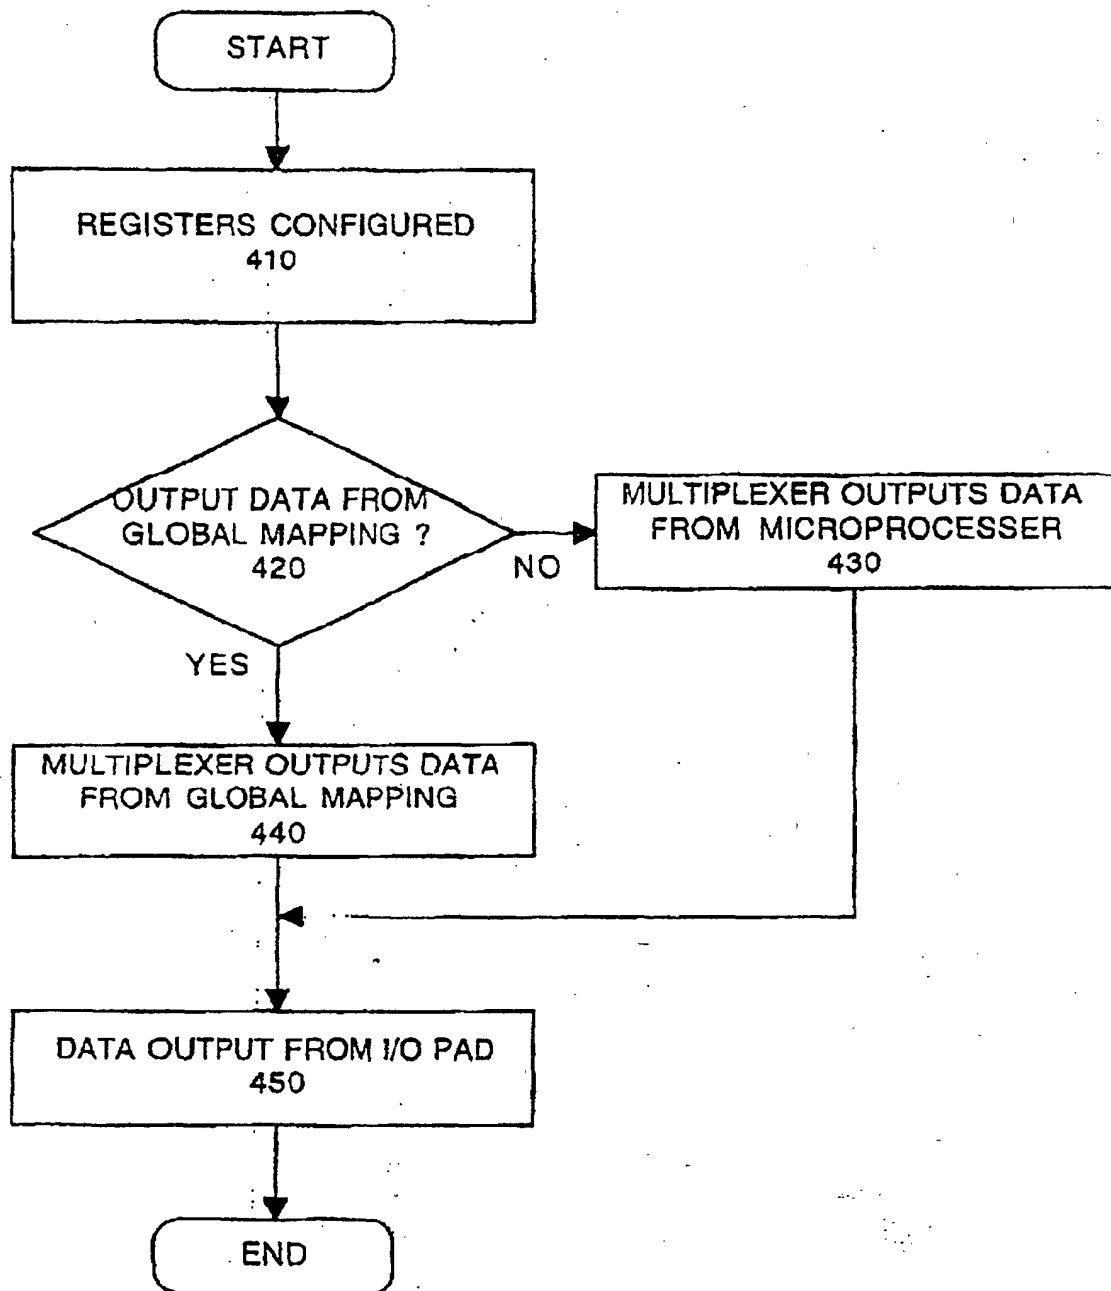 START
REGISTERS CONFIGURED
410
OUTPUT DATA FROM
GLOBAL MAPPING ?
420
NO
MULTIPLEXER OUTPUTS DATA
FROM MICROPROCESSER
430
YES
MULTIPLEXER OUTPUTS DATA
FROM GLOBAL MAPPING
440
DATA OUTPUT FROM I/O PAD
450
END